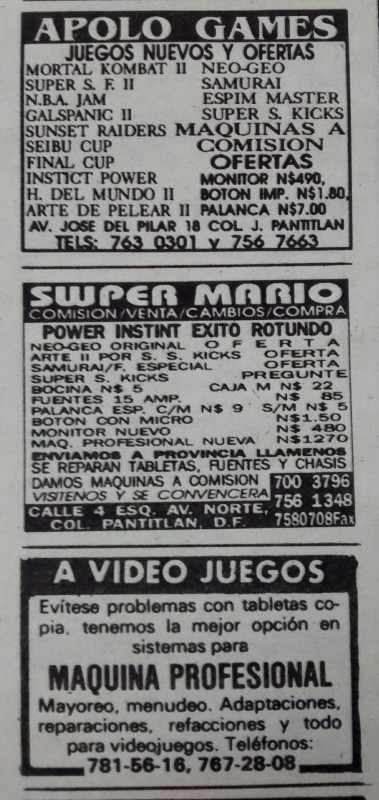 APOLO GAMES
JUEGOS NUEVOS Y OFERTAS
MORTAL KOMBAT II NEO-GEO
SUPER S. F. II SAMURAI
N.B.A. JAM ESPIM MASTER
GALSPANIC II SUPER S. KICKS
SUNSET RAIDERS MAQUINAS A
SEIBU CUP COMISION
FINAL CUP OFERTAS
INSTICT POWER MONITOR N$490,
H. DEL MUNDO II BOTON IMP. N$1.80,
ARTE DE PELEAR II PALANCA N$7.00
AV. JOSE DEL PILAR 18 COL. J. PANTITLAN
TELS: 763 0301 y 756 7663
SWPER MARIO
COMISION/VENTA/CAMBIOS/COMPRA
POWER INSTINT EXITO ROTUNDO
NEO-GEO ORIGINAL OFERTA
ARTE II POR S. S. KICKS OFERTA
SAMURAI/F. ESPECIAL OFERTA
SUPER S. KICKS PREGUNTE
BOCINA N$ 5 CAJA M N$ 22
FUENTES 15 AMP. N$ 85
PALANCA ESP. C/M N$ 9 S/M N$ 5
BOTON CON MICRO N$1.50
MONITOR NUEVO N$ 480
MAQ. PROFESIONAL NUEVA N$1270
ENVIAMOS A PROVINCIA LLAMENOS
SE REPARAN TABLETAS, FUENTES Y CHASIS
DAMOS MAQUINAS A COMISION 700 3796
VISITENOS Y SE CONVENCERA 756 1348
CALLE 4 ESQ. AV. NORTE, 7580708Fax
COL. PANTITLAN, D.F.
A VIDEO JUEGOS
Evítese problemas con tabletas co-
pia, tenemos la mejor opción en
sistemas para
MAQUINA PROFESIONAL
Mayoreo, menudeo. Adaptaciones,
reparaciones, refacciones y todo
para videojuegos. Teléfonos:
781-56-16, 767-28-08